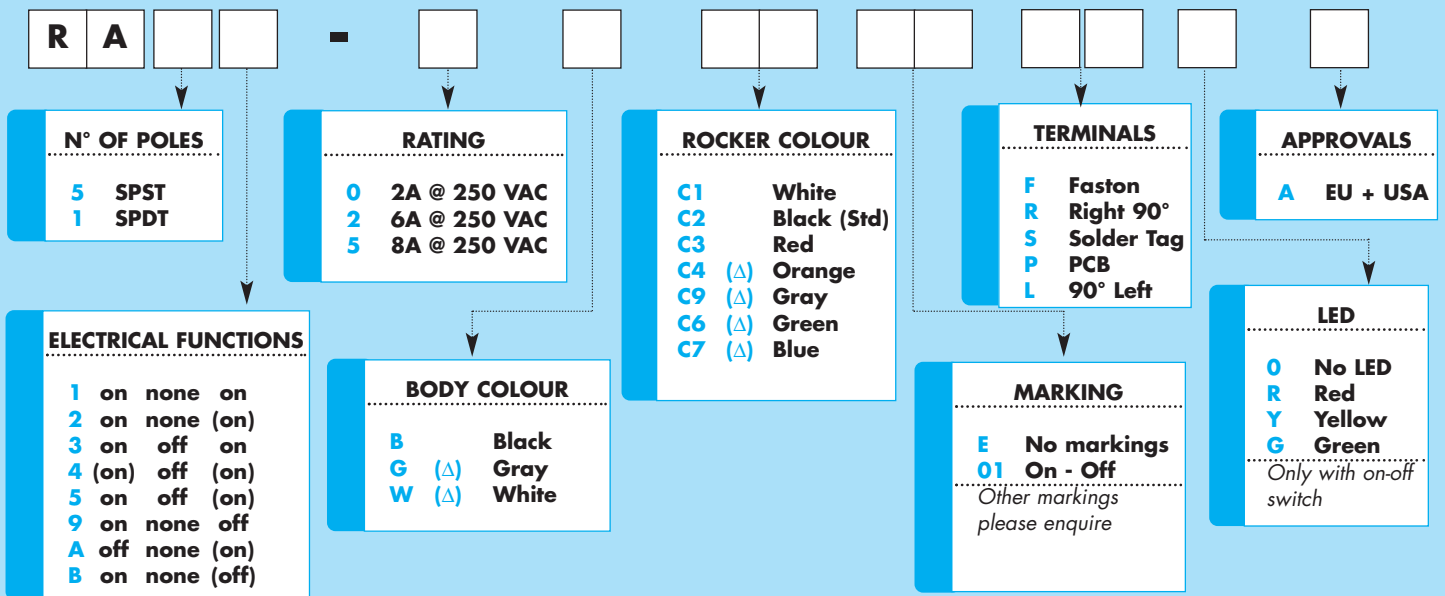 R A -
N° OF POLES
5 SPST
1 SPDT
ELECTRICAL FUNCTIONS
1 on none on
2 on none (on)
3 on off on
4 (on) off (on)
5 on off (on)
9 on none off
A off none (on)
B on none (off)
RATING
0 2A @ 250 VAC
2 6A @ 250 VAC
5 8A @ 250 VAC
BODY COLOUR
B Black
G (Δ) Gray
W (Δ) White
ROCKER COLOUR
C1 White
C2 Black (Std)
C3 Red
C4 (Δ) Orange
C9 (Δ) Gray
C6 (Δ) Green
C7 (Δ) Blue
MARKING
E No markings
01 On - Off
Other markings
please enquire
TERMINALS
F Faston
R Right 90°
S Solder Tag
P PCB
L 90° Left
LED
0 No LED
R Red
Y Yellow
G Green
Only with on-off
switch
APPROVALS
A EU + USA